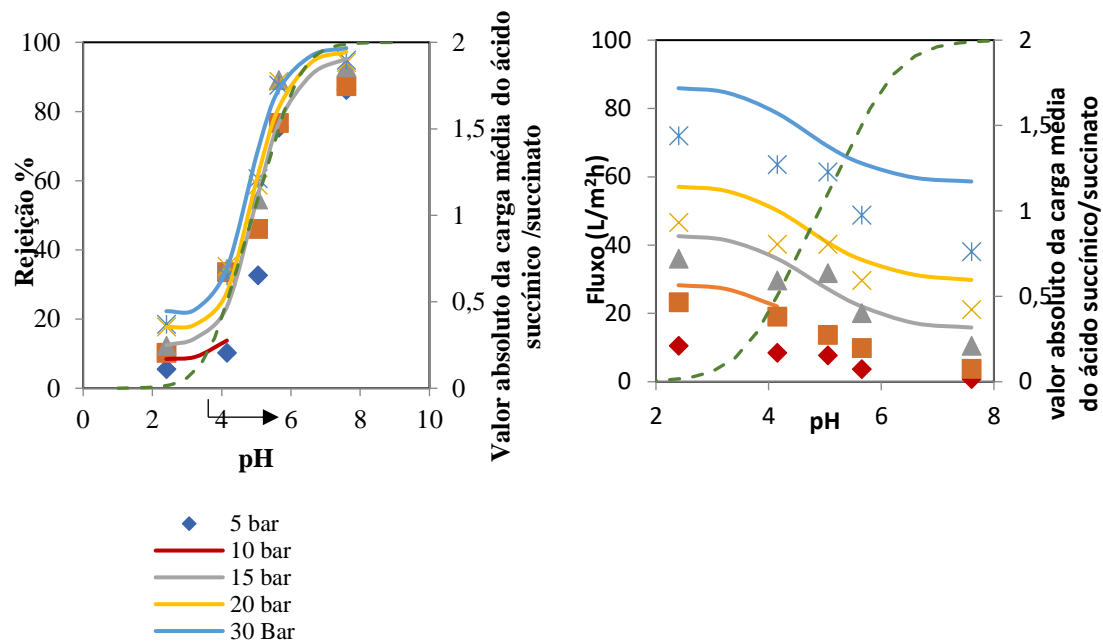 100
80
60
40
20
0
0
2
4
6
8
10
2
1,5
1
0,5
0
Rejeição %
pH
Valor absoluto da carga média do ácido
succínico /succinato
5 bar
10 bar
15 bar
20 bar
30 Bar
100
80
60
40
20
0
2
4
6
8
2
1,5
1
0,5
0
Fluxo (L/m²h)
pH
valor absoluto da carga média
do ácido succínico/succinato